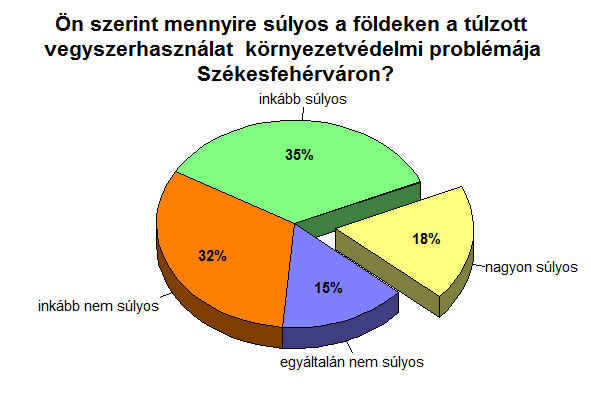 Ön szerint mennyire súlyos a földeken a túlzott
vegyszerhasználat környezetvédelmi problémája
Székesfehérváron?
inkább súlyos
35%
18%
nagyon súlyos
32%
15%
inkább nem súlyos
egyáltalán nem súlyos